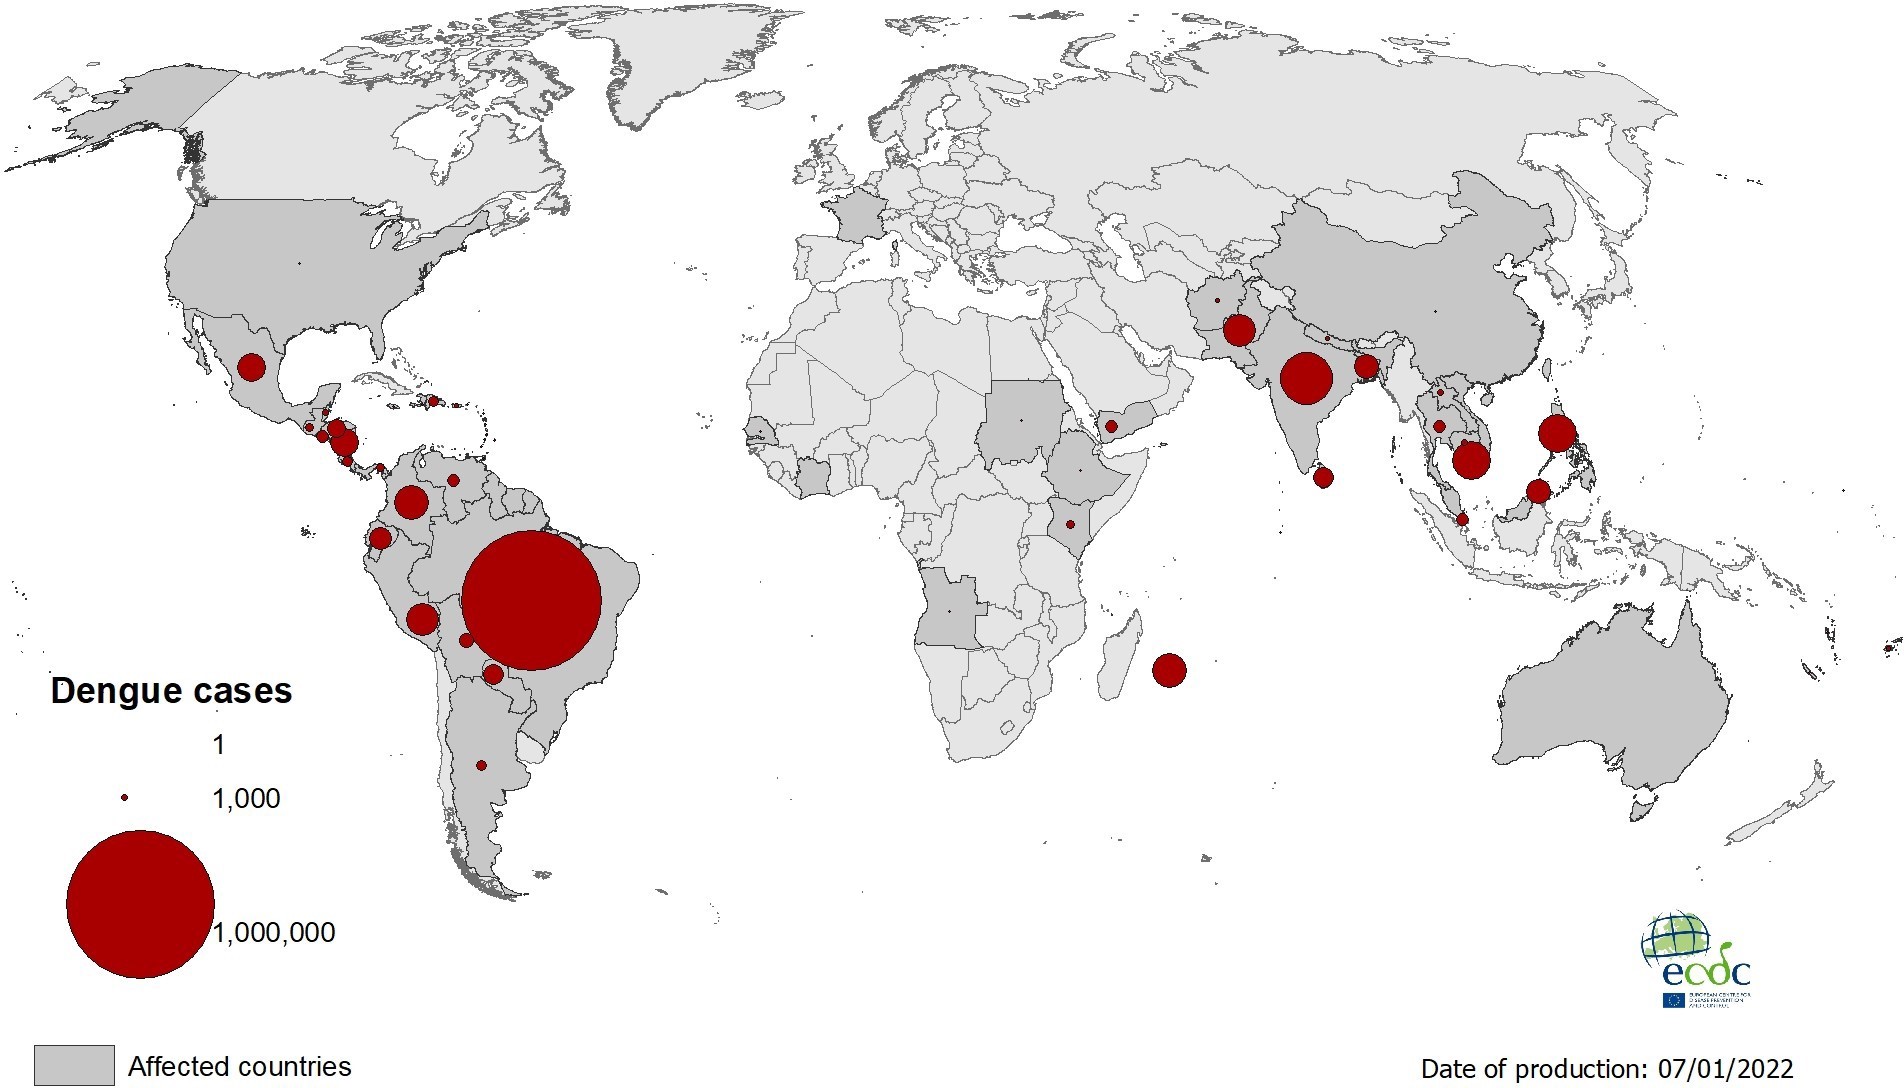 Dengue cases
1
1,000
1,000,000
ecdc
EUROPEAN CENTRE FOR
DISEASE PREVENTION
AND CONTROL
Affected countries
Date of production: 07/01/2022